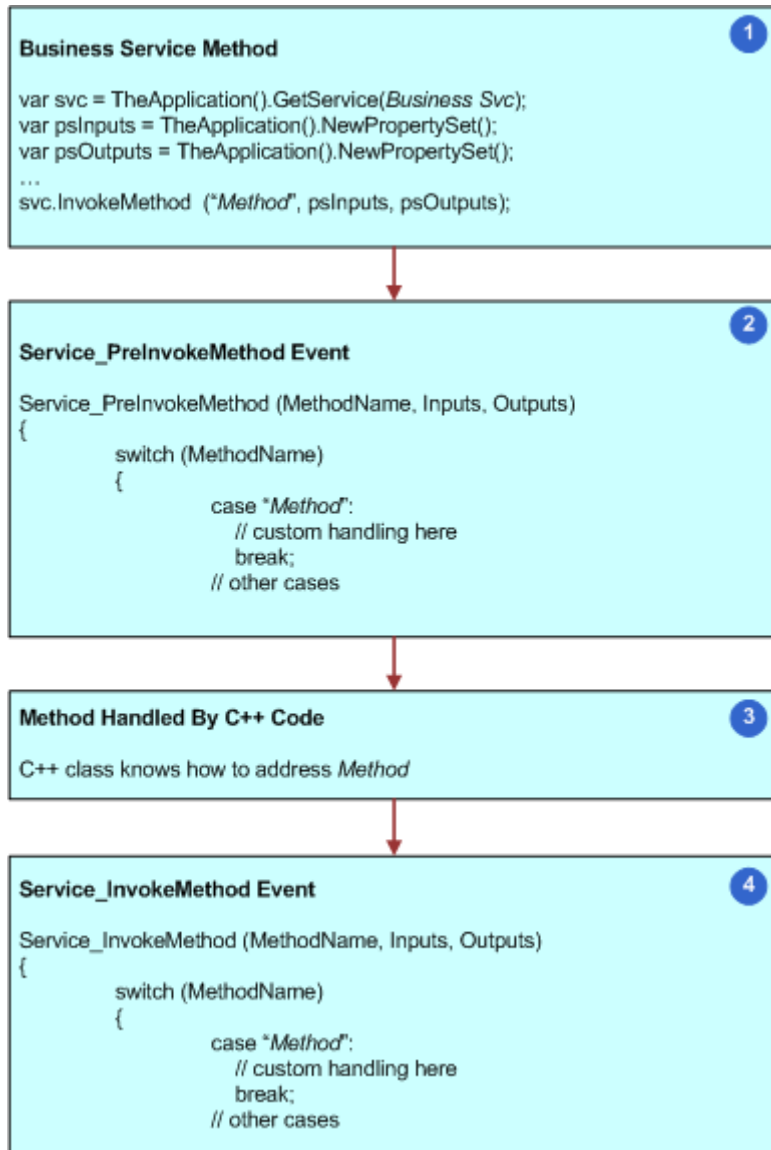 1
Business Service Method
var svc = TheApplication().GetService(Business Svc);
var psInputs = TheApplication().NewPropertySet();
var psOutputs = TheApplication().NewPropertySet();
...
svc.InvokeMethod ("Method", psInputs, psOutputs);
2
Service_PreInvokeMethod Event
Service_PreInvokeMethod (MethodName, Inputs, Outputs)
{
switch (MethodName)
{
case "Method":
// custom handling here
break;
// other cases
3
Method Handled By C++ Code
C++ class knows how to address Method
4
Service_InvokeMethod Event
Service_InvokeMethod (MethodName, Inputs, Outputs)
{
switch (MethodName)
{
case "Method":
// custom handling here
break;
// other cases